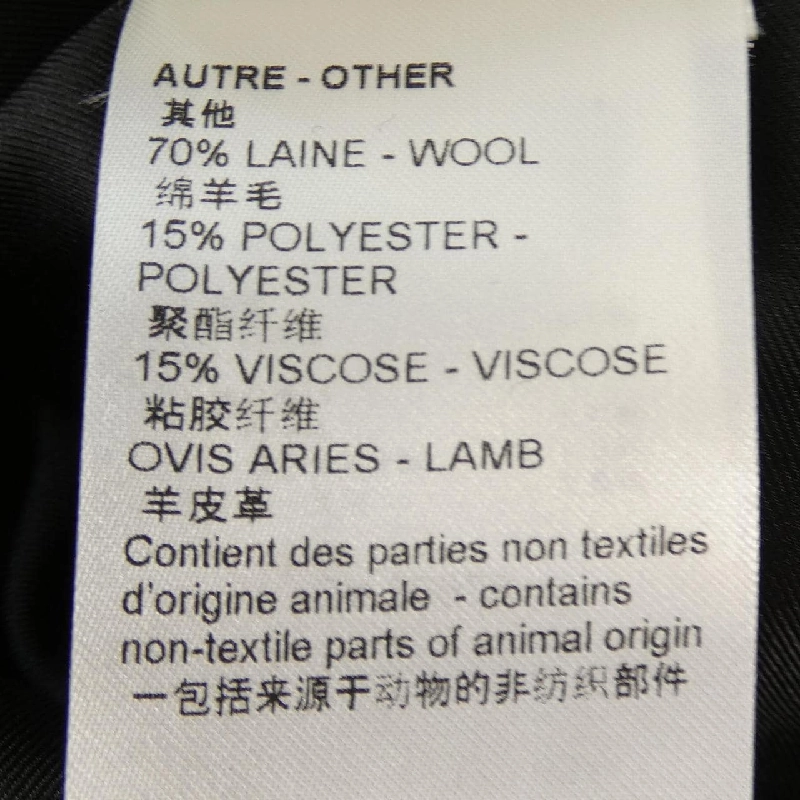 AUTRE - OTHER
其他
70% LAINE - WOOL
绵羊毛
15% POLYESTER -
POLYESTER
聚酯纤维
15% VISCOSE - VISCOSE
粘胶纤维
OVIS ARIES - LAMB
羊皮革
Contient des parties non textiles
d'origine animale - contains
non-textile parts of animal origin
一包括来源于动物的非纺织部件